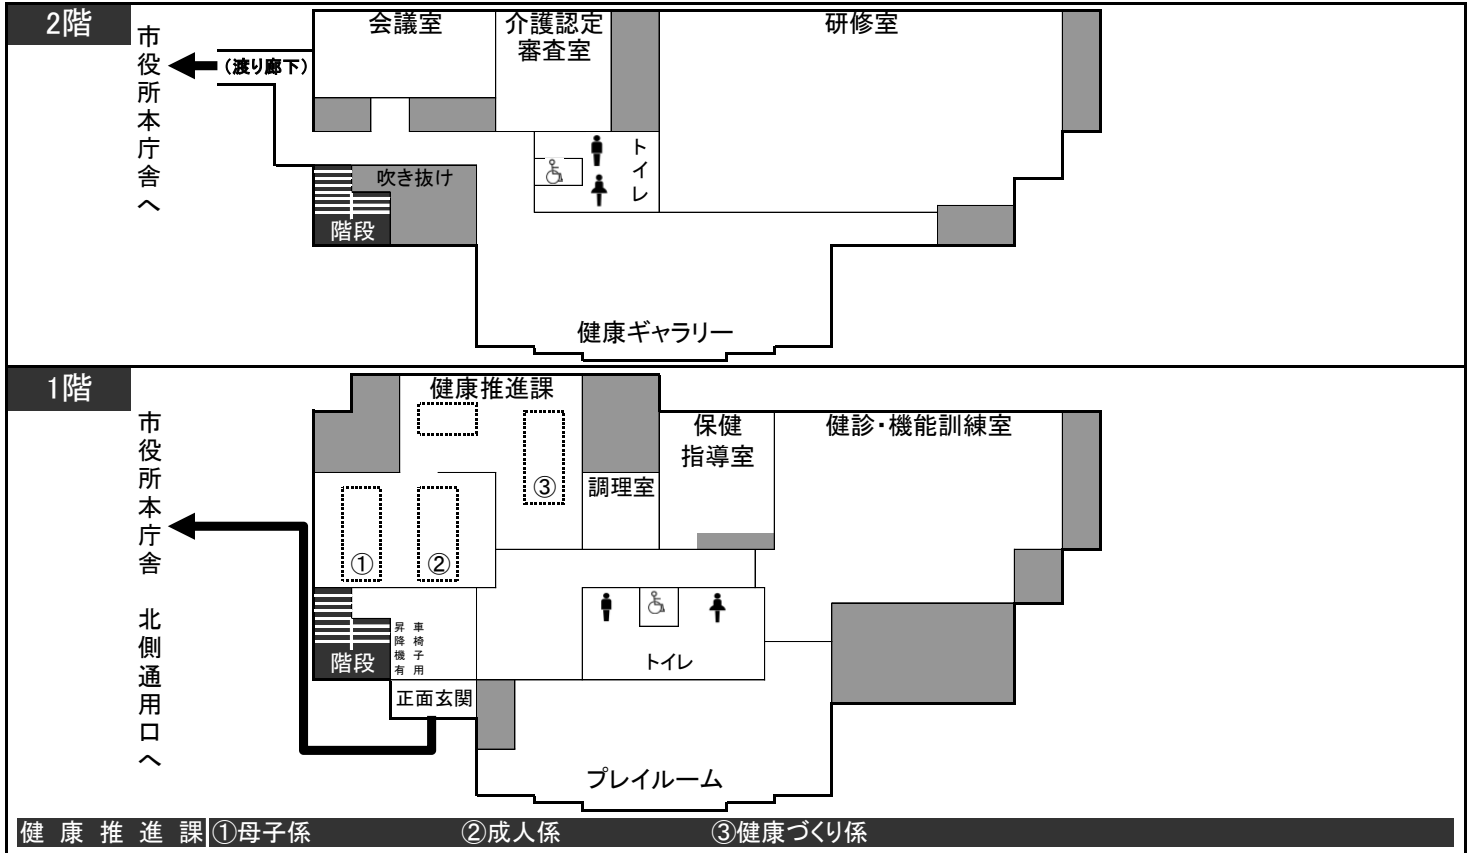 2階
市役所本庁舎へ
(渡り廊下)
会議室
介護認定
審査室
研修室
トイレ
吹き抜け
階段
健康ギャラリー
1階
市役所本庁舎 北側通用口へ
健康推進課
①
②
③
調理室
保健
指導室
健診・機能訓練室
階段
車椅子用
昇降機有
トイレ
正面玄関
プレイルーム
健康推進課 ①母子係 ②成人係 ③健康づくり係